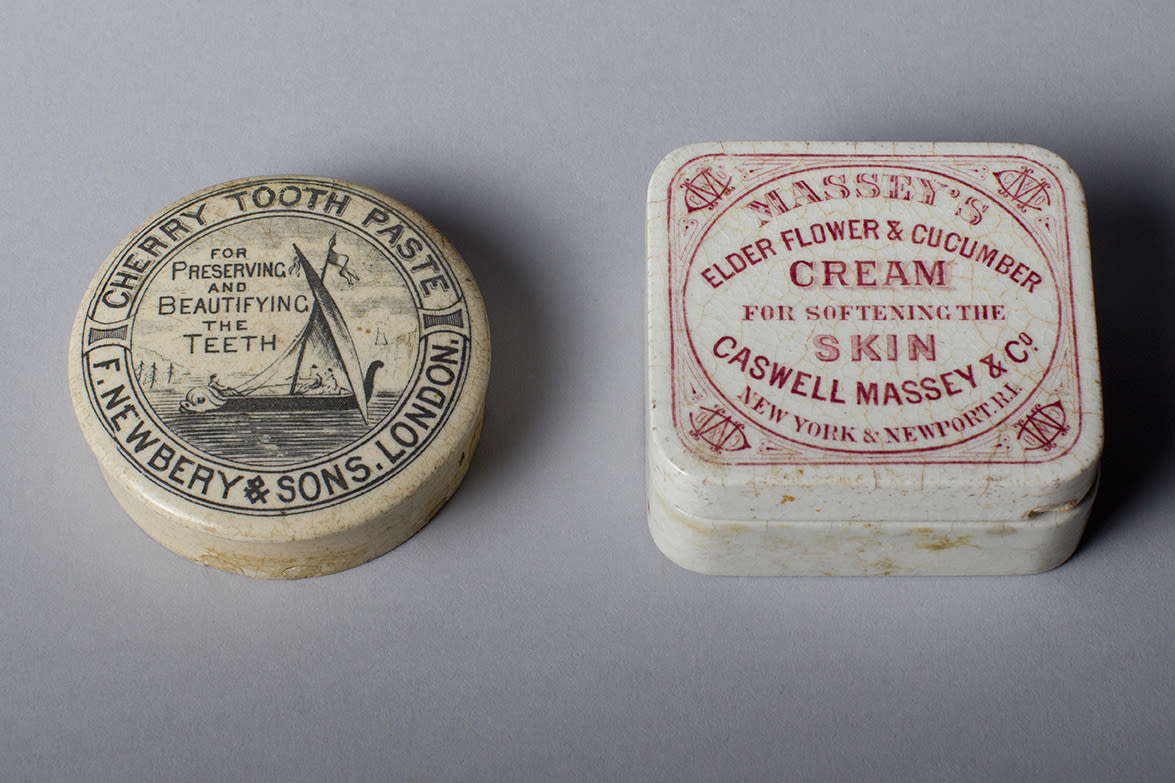 CHERRY TOOTH PASTE
FOR
PRESERVING
AND
BEAUTIFYING
THE
TEETH
F. NEWBERY & SONS. LONDON.
MASSEY'S
ELDER FLOWER & CUCUMBER
CREAM
FOR SOFTENING THE
SKIN
CASWELL MASSEY & Cº.
NEW YORK & NEWPORT. R.I.